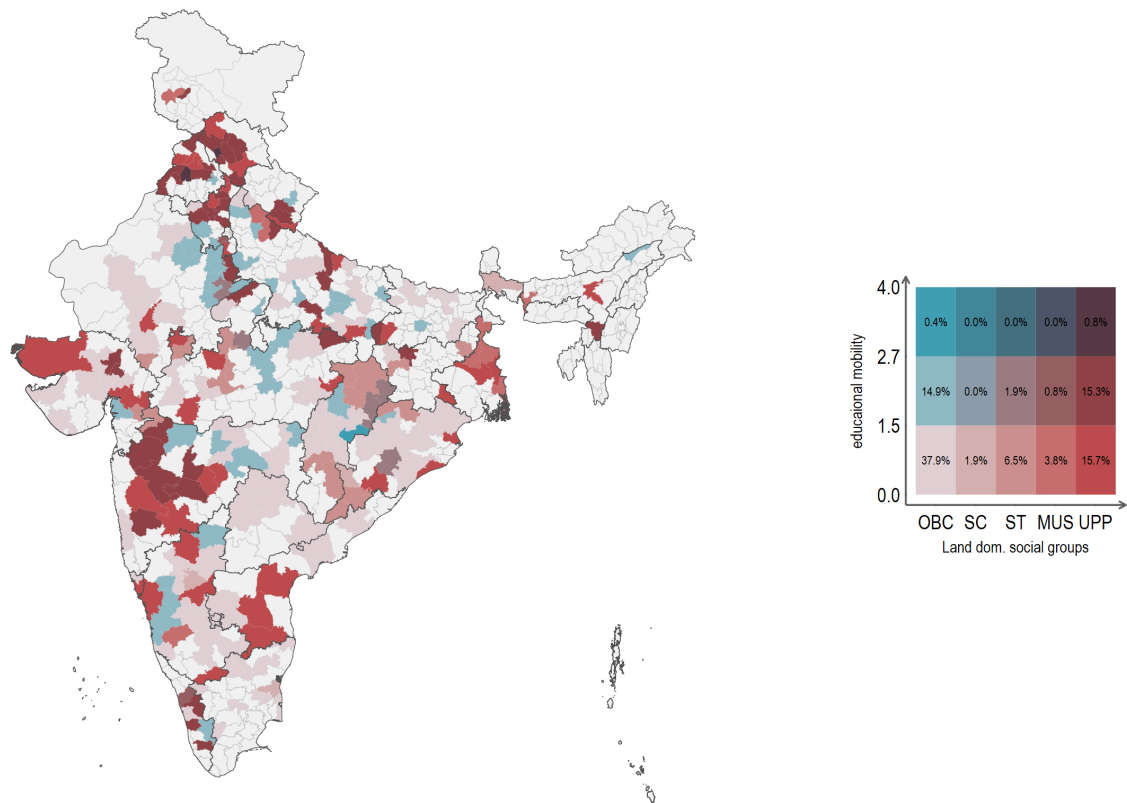 4.0
0.4% 0.0% 0.0% 0.0% 0.8%
2.7
14.9% 0.0% 1.9% 0.8% 15.3%
1.5
37.9% 1.9% 6.5% 3.8% 15.7%
0.0
educaional mobility
OBC SC ST MUS UPP
Land dom. social groups